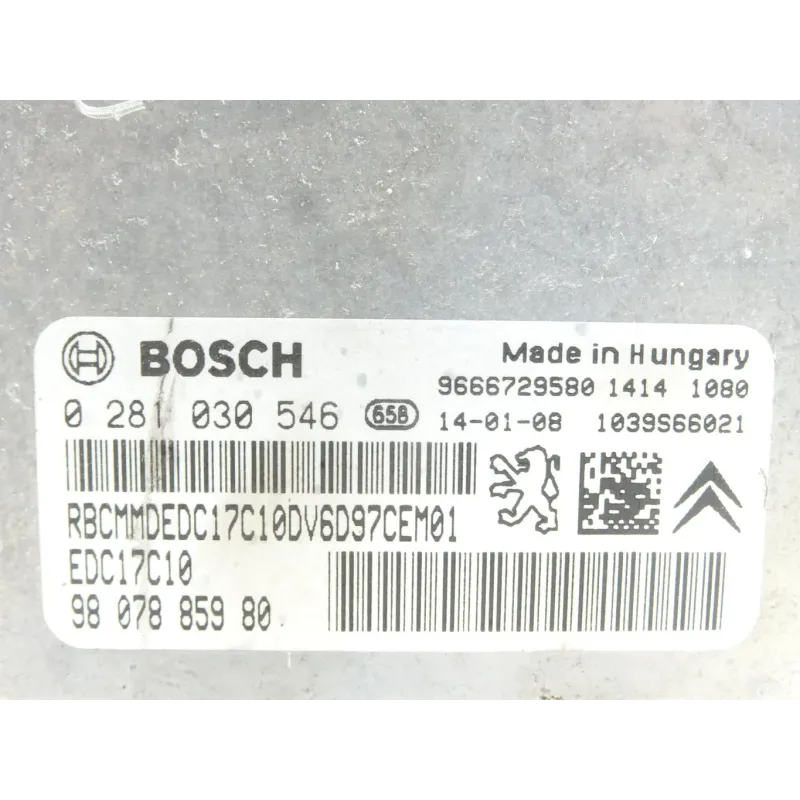 BOSCH
Made in Hungary
9666729580 1414 1080
0 281 030 546 658 14-01-08 1039S66021
RBCMMDEDC17C10DV6D97CEM01
EDC17C10
98 078 859 80